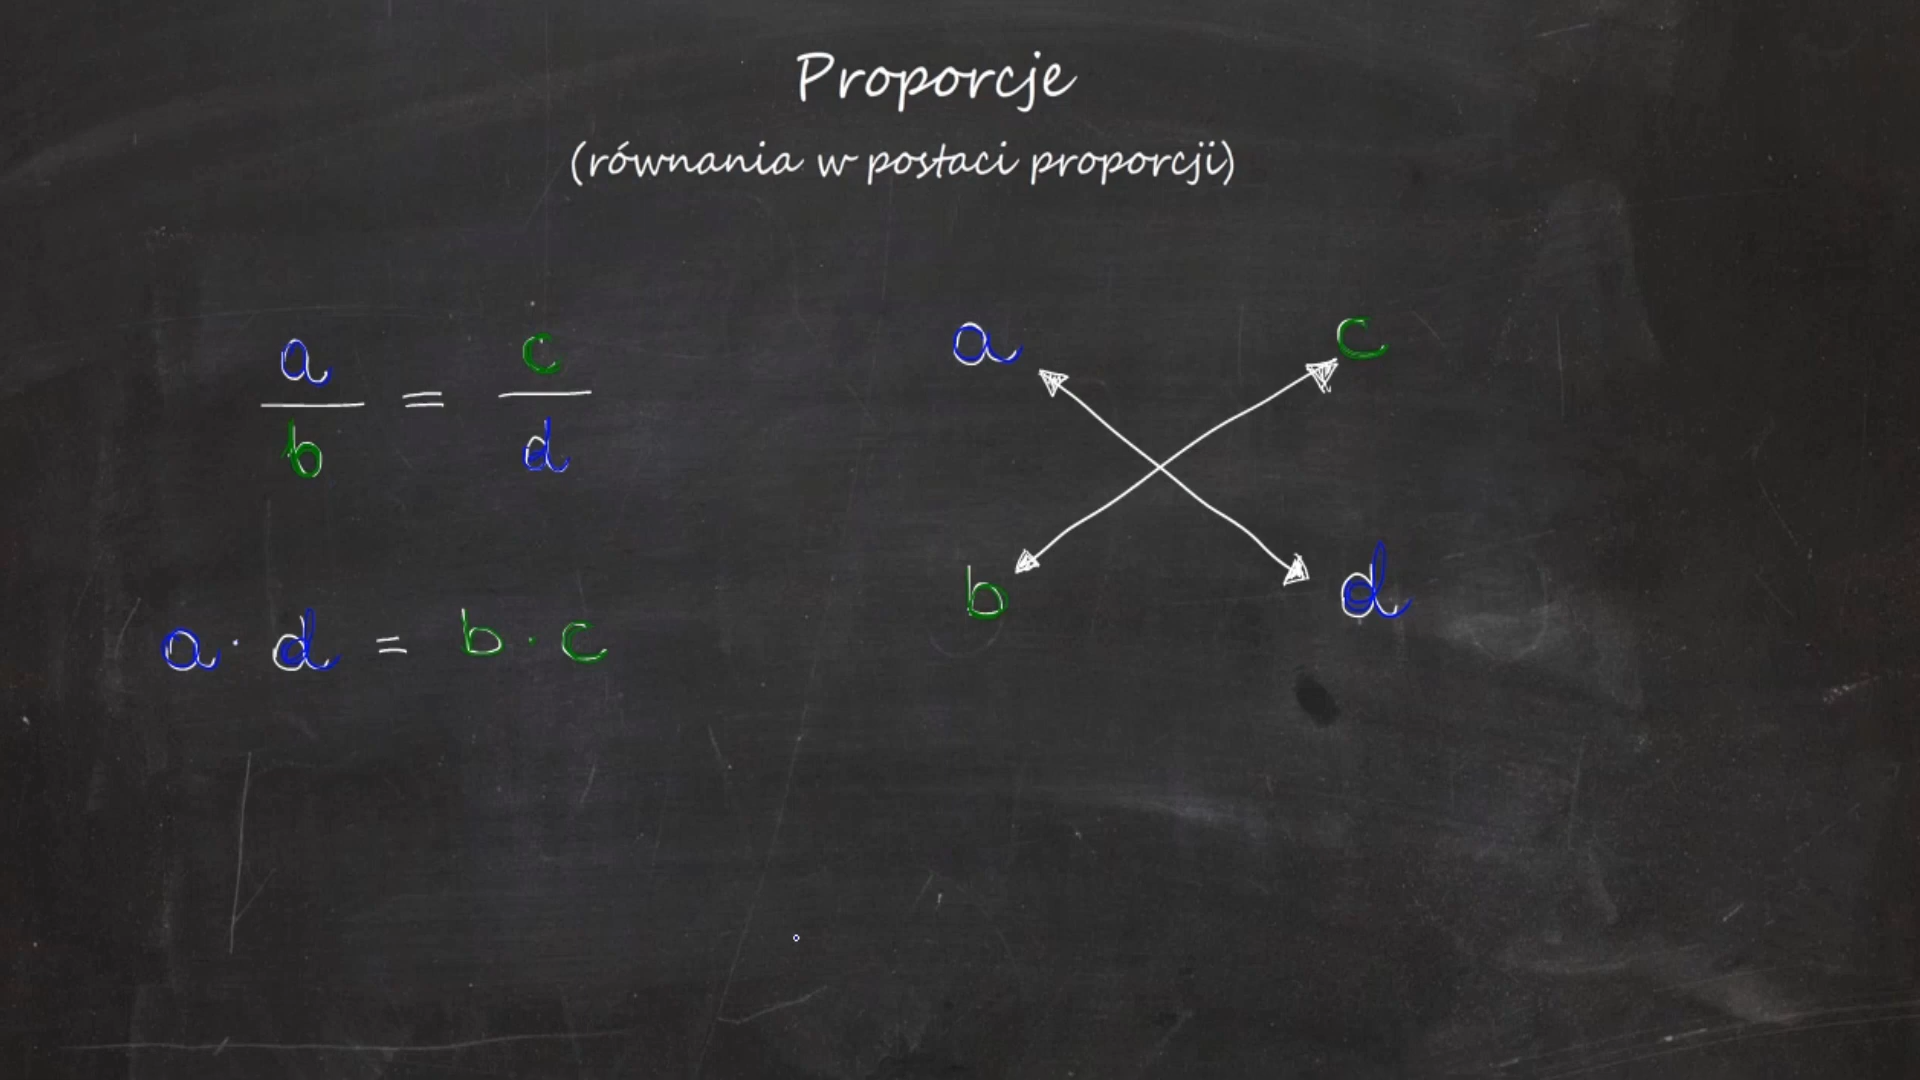 Proporcje
(równania w postaci proporcji)
a/b = c/d
a · d = b · c
a c
b d